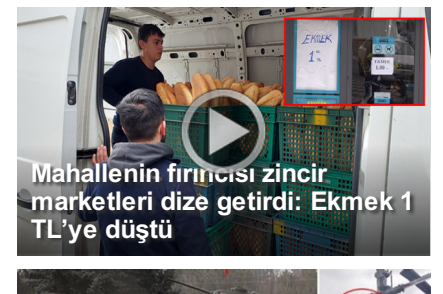 EKMEK
1
Mahallenin fırıncısı zincir
marketleri dize getirdi: Ekmek 1
TL'ye düştü